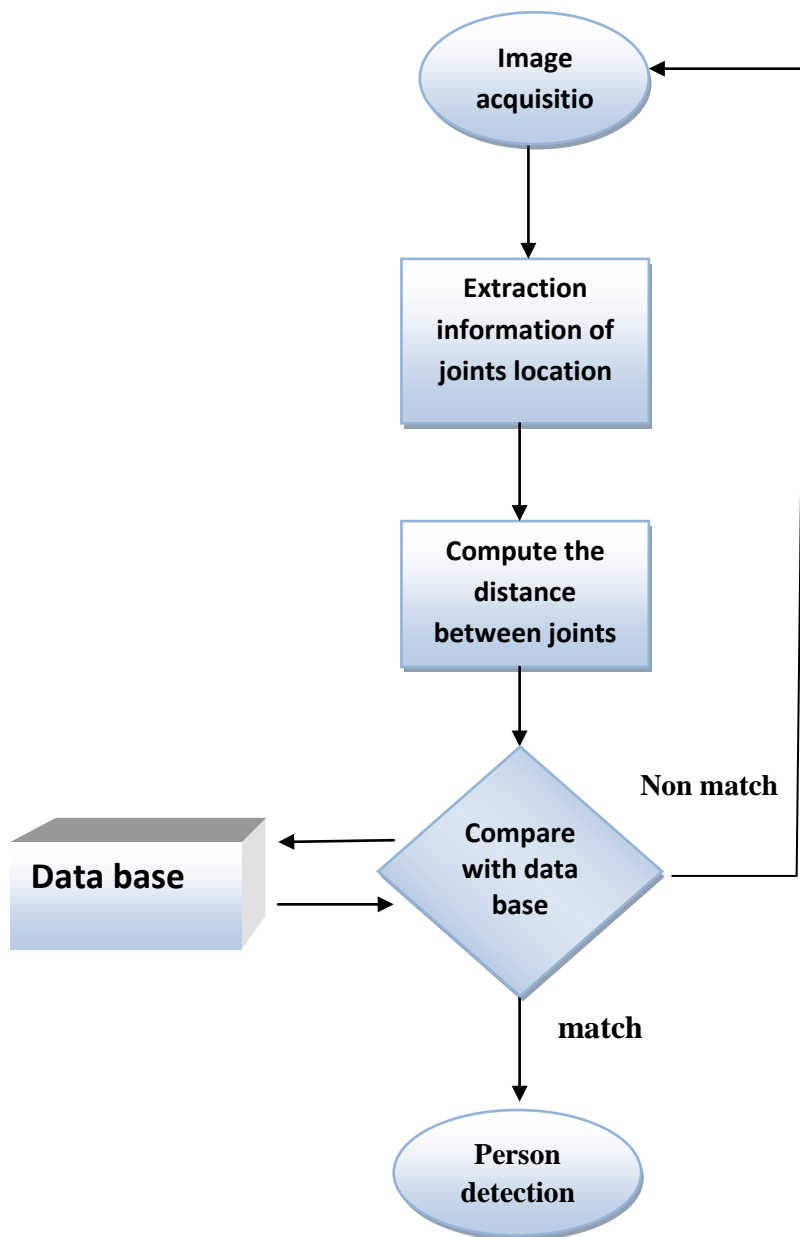 Image
acquisitio
Extraction
information of
joints location
Compute the
distance
between joints
Non match
Compare
with data
base
Data base
match
Person
detection